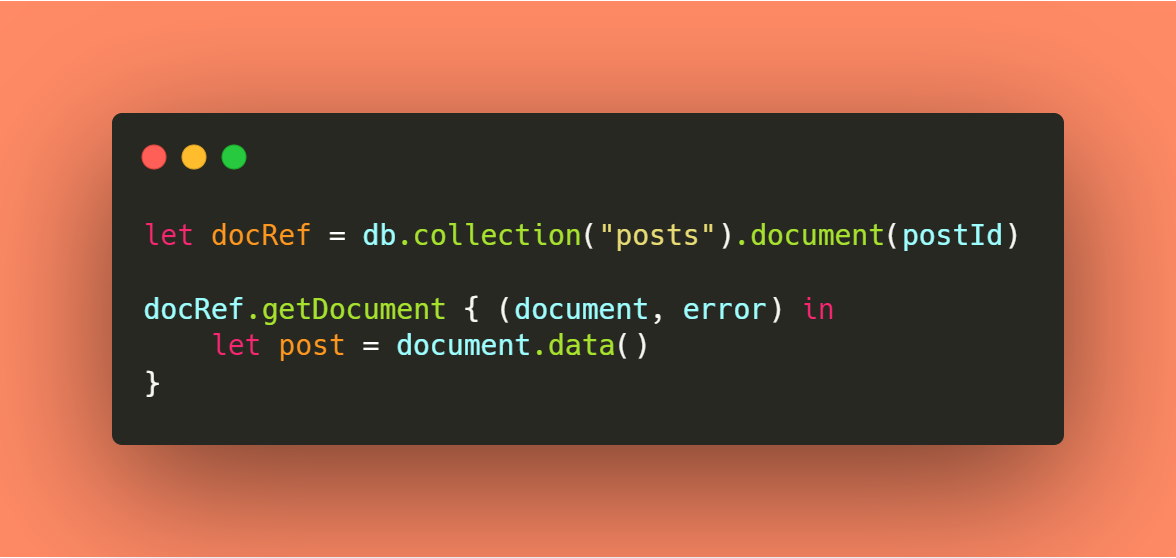 let docRef = db.collection("posts").document(postId)
docRef.getDocument { (document, error) in
    let post = document.data()
}